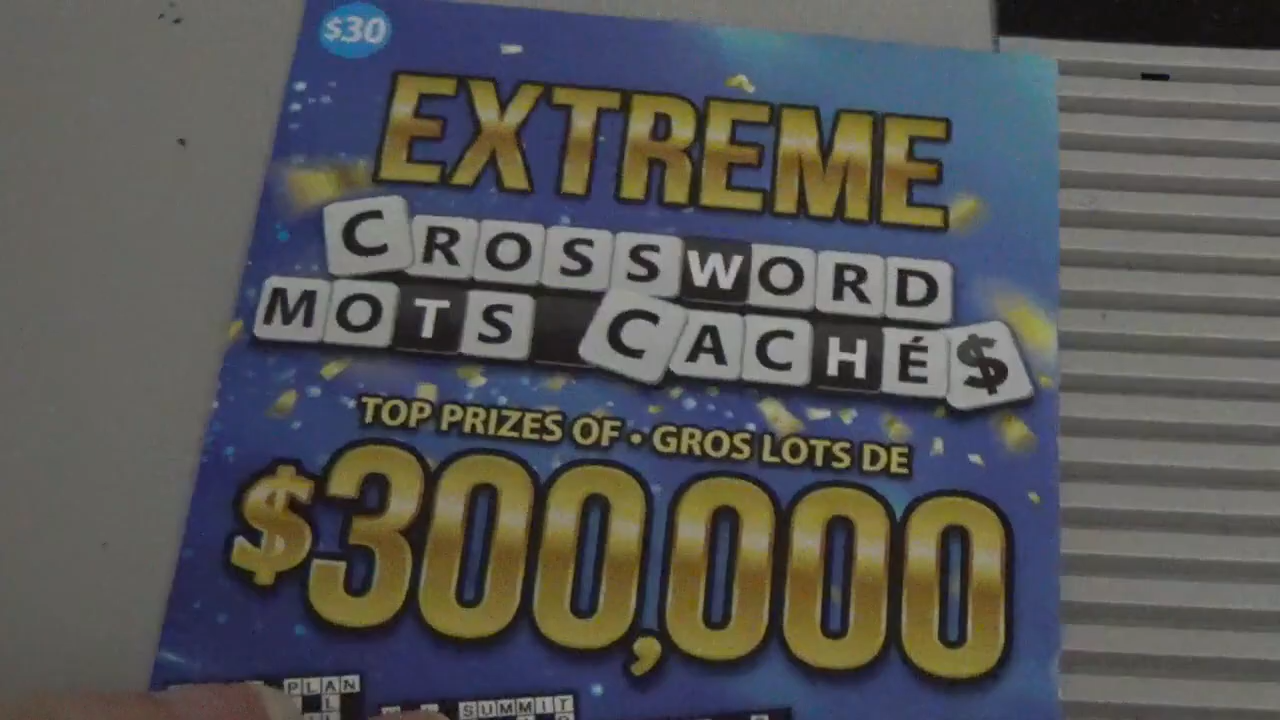 $30
EXTREME
CROSSWORD
MOTS CACHÉ$
TOP PRIZES OF • GROS LOTS DE
$300,000
PLAN
SUMMIT